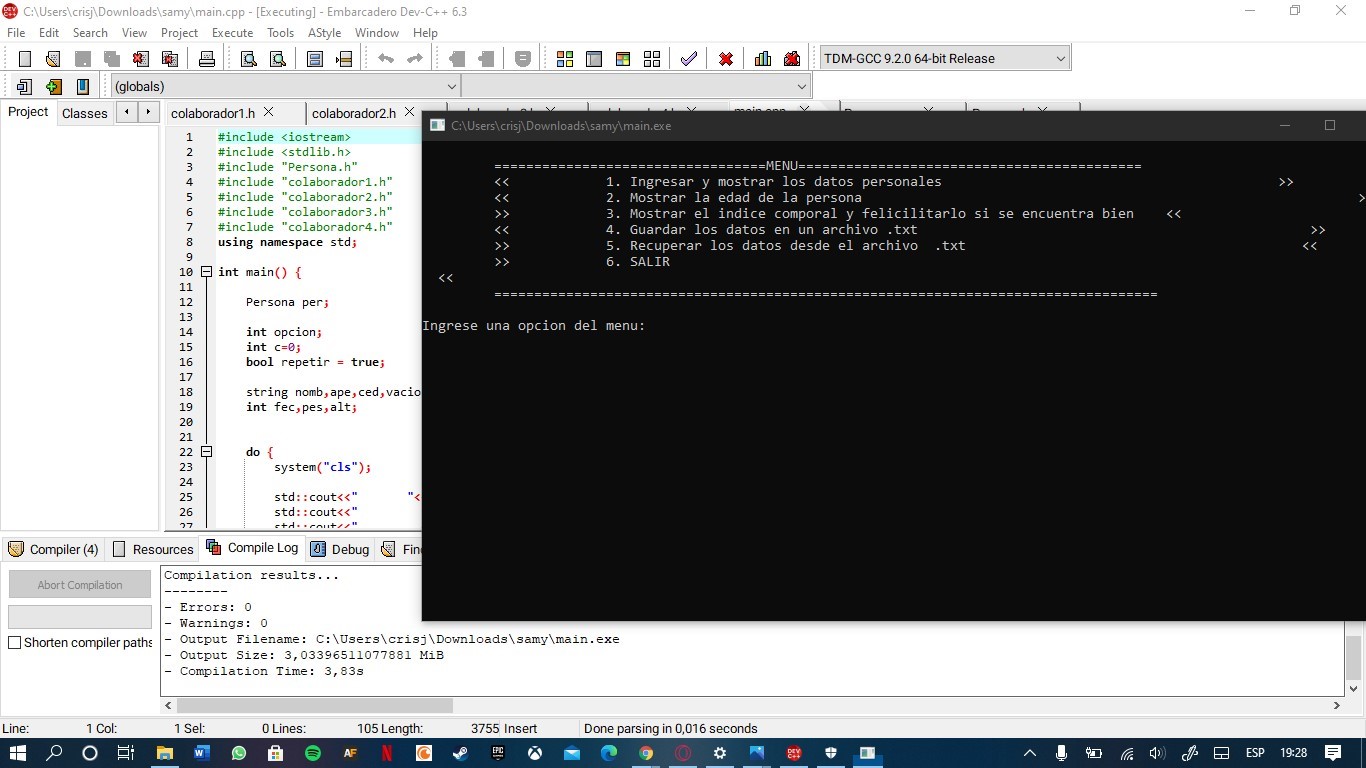 C:\Users\crisj\Downloads\samy\main.cpp - [Executing] - Embarcadero Dev-C++ 6.3
File Edit Search View Project Execute Tools AStyle Window Help
TDM-GCC 9.2.0 64-bit Release
(globals)
Project Classes
colaborador1.h colaborador2.h
C:\Users\crisj\Downloads\samy\main.exe
1 #include <iostream>
2 #include <stdlib.h>
3 #include "Persona.h"
4 #include "colaborador1.h"
5 #include "colaborador2.h"
6 #include "colaborador3.h"
7 #include "colaborador4.h"
8 using namespace std;
9
10 int main() {
11
12 Persona per;
13
14 int opcion;
15 int c=0;
16 bool repetir = true;
17
18 string nomb,ape,ced,vacio
19 int fec,pes,alt;
20
21
22 do {
23 system("cls");
24
25 std::cout<<" "<
26 std::cout<<"
27 std::cout<<"
==================================MENU===========================================
<< 1. Ingresar y mostrar los datos personales >>
<< 2. Mostrar la edad de la persona >
>> 3. Mostrar el indice comporal y felicilitarlo si se encuentra bien <<
<< 4. Guardar los datos en un archivo .txt >>
>> 5. Recuperar los datos desde el archivo .txt <<
>> 6. SALIR
<<
===================================================================================
Ingrese una opcion del menu:
Compiler (4) Resources Compile Log Debug Fin
Abort Compilation
Shorten compiler paths
Compilation results...
--------
- Errors: 0
- Warnings: 0
- Output Filename: C:\Users\crisj\Downloads\samy\main.exe
- Output Size: 3,03396511077881 MiB
- Compilation Time: 3,83s
Line: 1 Col: 1 Sel: 0 Lines: 105 Length: 3755 Insert Done parsing in 0,016 seconds
ESP 19:28